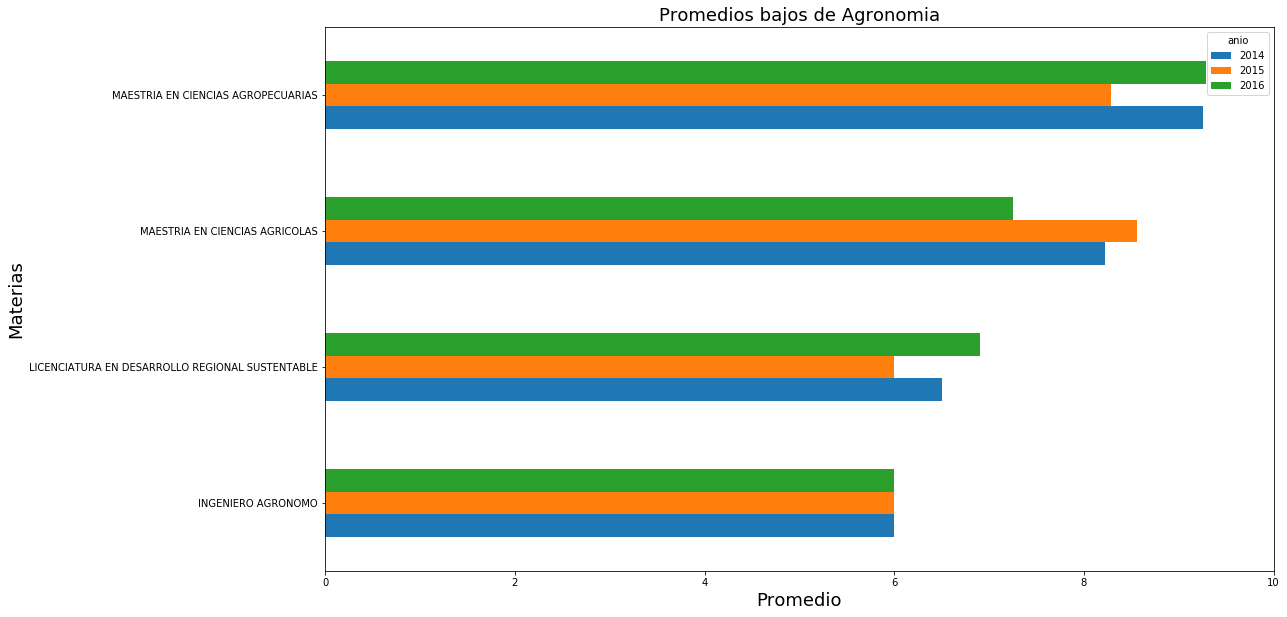 Promedios bajos de Agronomia
anio
2014
2015
2016
MAESTRIA EN CIENCIAS AGROPECUARIAS
MAESTRIA EN CIENCIAS AGRICOLAS
LICENCIATURA EN DESARROLLO REGIONAL SUSTENTABLE
INGENIERO AGRONOMO
Materias
0 2 4 6 8 10
Promedio